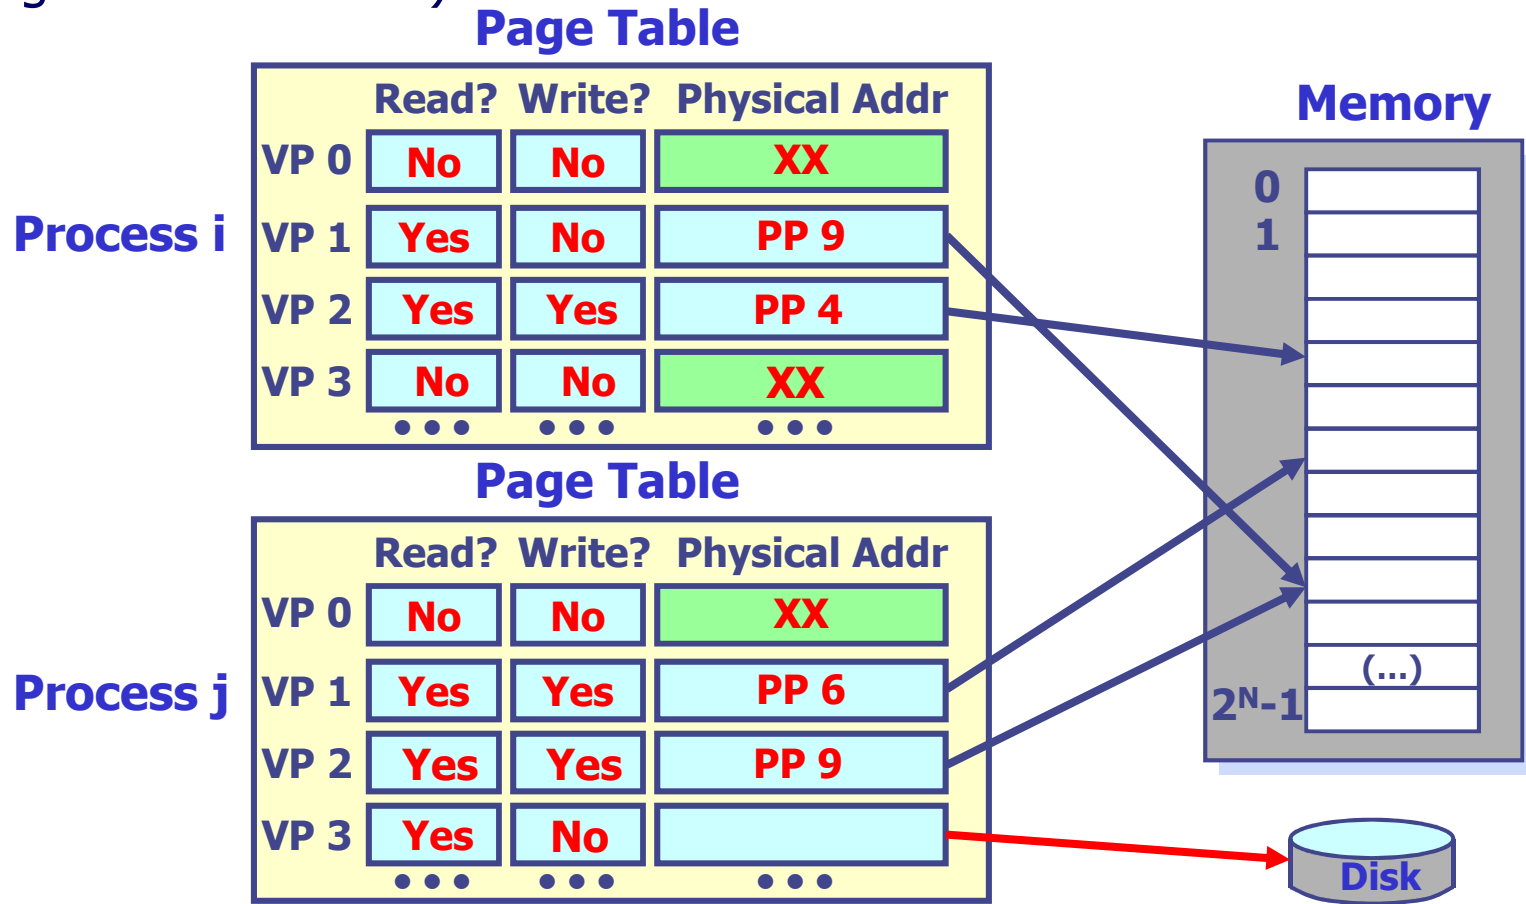 Page Table
Read? Write? Physical Addr
VP 0 No No XX
VP 1 Yes No PP 9
VP 2 Yes Yes PP 4
VP 3 No No XX
• • • • • • • • •
Process i
Page Table
Read? Write? Physical Addr
VP 0 No No XX
VP 1 Yes Yes PP 6
VP 2 Yes Yes PP 9
VP 3 Yes No
• • • • • • • • •
Process j
Memory
0
1
(...)
2ᴺ-1
Disk